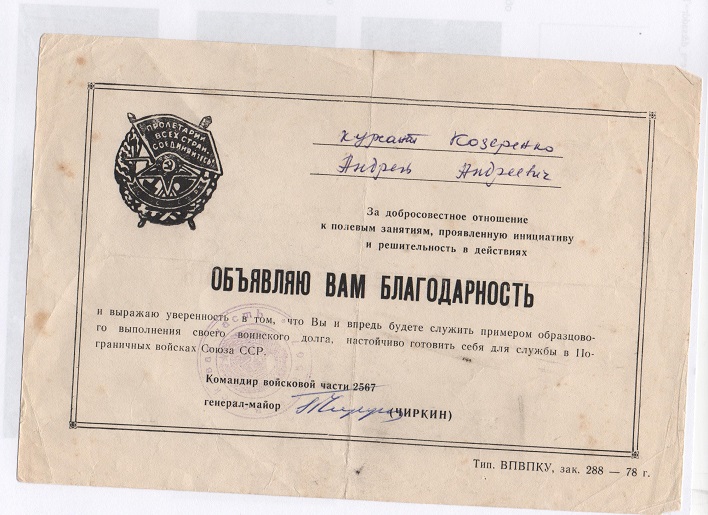 ПРОЛЕТАРИИ
ВСЕХ СТРАН,
СОЕДИНЯЙТЕСЬ!
курсант Козеренко
Андрей Андреевич
За добросовестное отношение
к полевым занятиям, проявленную инициативу
и решительность в действиях
ОБЪЯВЛЯЮ ВАМ БЛАГОДАРНОСТЬ
и выражаю уверенность в том, что Вы и впредь будете служить примером образцово-
го выполнения своего воинского долга, настойчиво готовить себя для службы в По-
граничных войсках Союза ССР.
Командир войсковой части 2567
генерал-майор (ЧИРКИН)
Тип. ВПВПКУ, зак. 288 — 78 г.